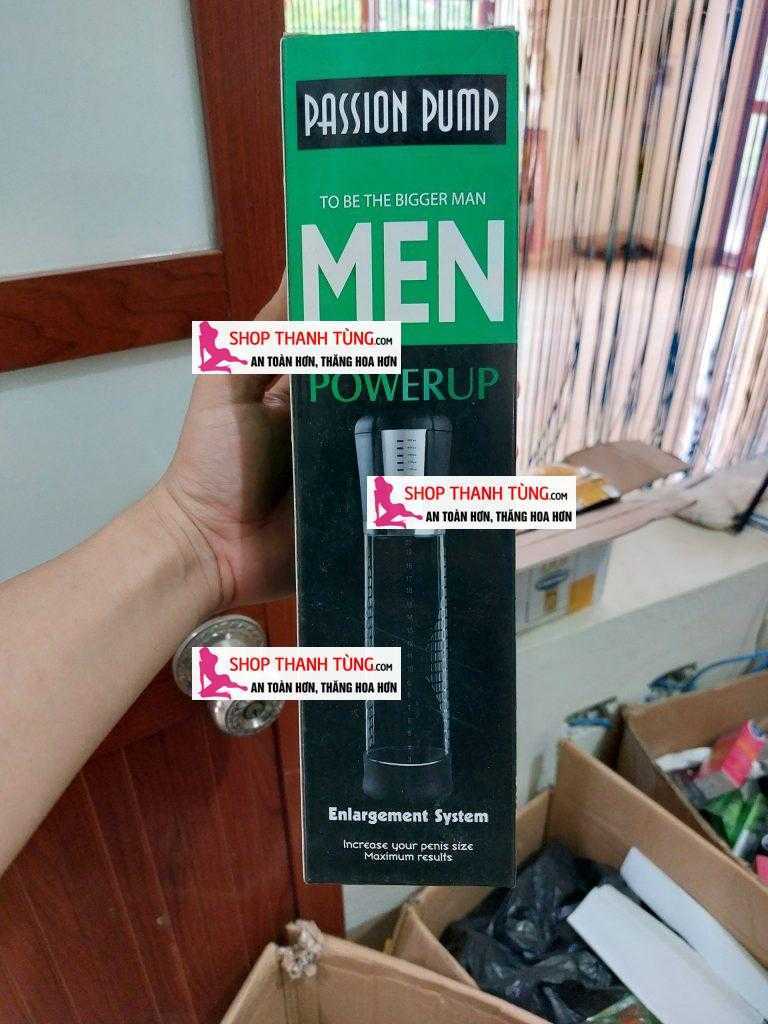 PASSION PUMP
TO BE THE BIGGER MAN
MEN
SHOP THANH TÙNG.COM
AN TOÀN HƠN, THĂNG HOA HƠN
POWERUP
SHOP THANH TÙNG.COM
AN TOÀN HƠN, THĂNG HOA HƠN
SHOP THANH TÙNG.COM
AN TOÀN HƠN, THĂNG HOA HƠN
Enlargement System
Increase your penis size
Maximum results